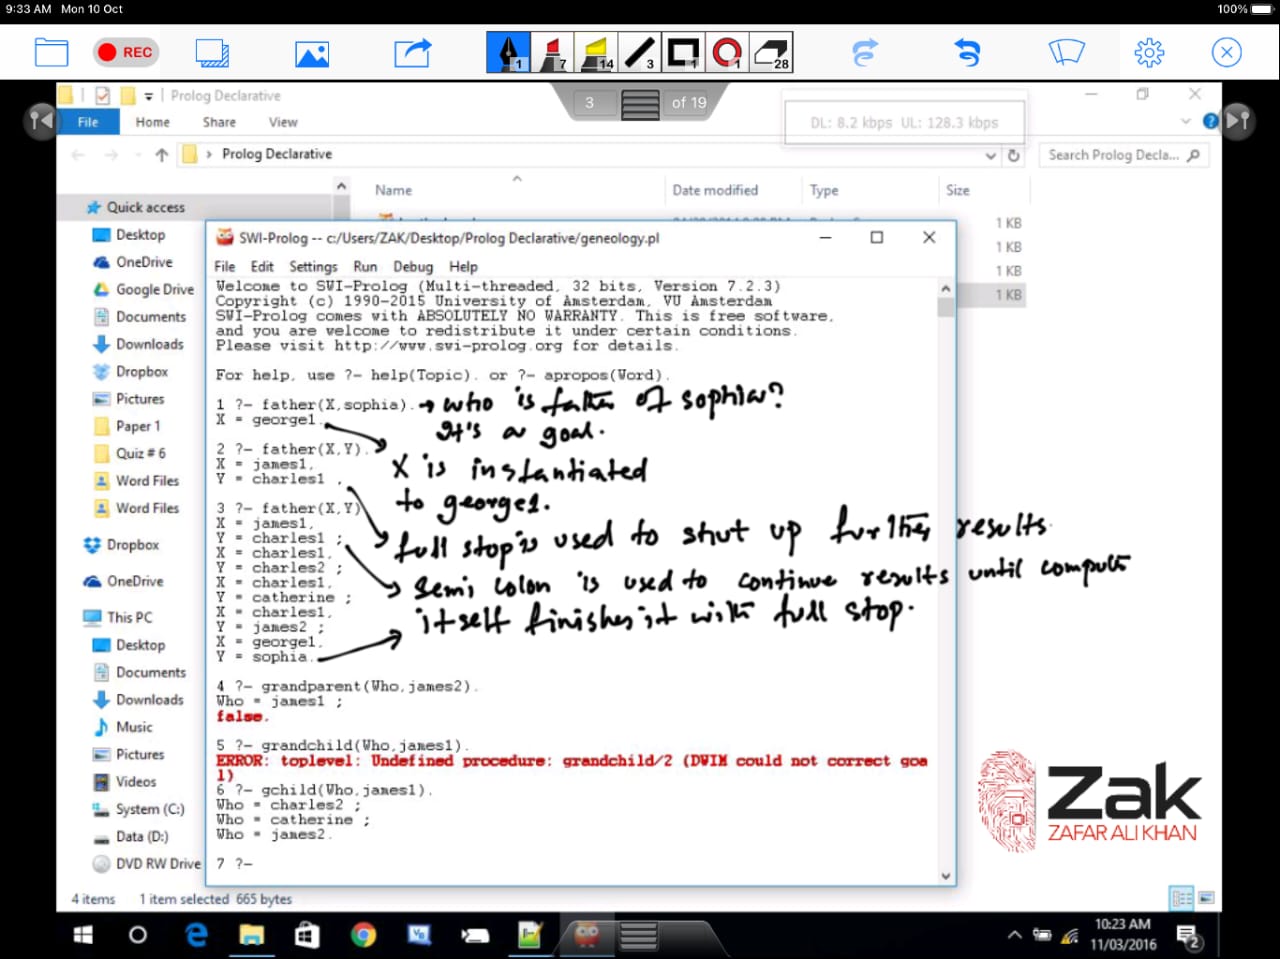 9:33 AM Mon 10 Oct
100%
REC
1
7
14
3
1
1
28
Prolog Declarative
3
of 19
DL: 8.2 kbps UL: 128.3 kbps
File
Home
Share
View
Prolog Declarative
Search Prolog Decla...
Name
Date modified
Type
Size
Quick access
Desktop
OneDrive
Google Drive
Documents
Downloads
Dropbox
Pictures
Paper 1
Quiz # 6
Word Files
Word Files
Dropbox
OneDrive
This PC
Desktop
Documents
Downloads
Music
Pictures
Videos
System (C:)
Data (D:)
DVD RW Drive
1 KB
1 KB
1 KB
1 KB
SWI-Prolog -- c:/Users/ZAK/Desktop/Prolog Declarative/geneology.pl
File Edit Settings Run Debug Help
Welcome to SWI-Prolog (Multi-threaded, 32 bits, Version 7.2.3)
Copyright (c) 1990-2015 University of Amsterdam, VU Amsterdam
SWI-Prolog comes with ABSOLUTELY NO WARRANTY. This is free software,
and you are welcome to redistribute it under certain conditions.
Please visit http://www.swi-prolog.org for details.
For help, use ?- help(Topic). or ?- apropos(Word).
1 ?- father(X,sophia). → who is father of sophia?
X = george1.
It's a goal.
2 ?- father(X,Y).
X = james1,
Y = charles1 ,
X is instantiated
to george1.
3 ?- father(X,Y)
X = james1,
Y = charles1 ;
X = charles1,
Y = charles2 ;
X = charles1,
Y = catherine ;
X = charles1,
Y = james2 ;
X = george1,
Y = sophia.
full stop is used to shut up further results.
semi colon is used to continue results until compute
itself finishes it with full stop.
4 ?- grandparent(Who,james2).
Who = james1 ;
false.
5 ?- grandchild(Who,james1).
ERROR: toplevel: Undefined procedure: grandchild/2 (DWIM could not correct goa
l)
6 ?- gchild(Who,james1).
Who = charles2 ;
Who = catherine ;
Who = james2.
7 ?-
Zak
ZAFAR ALI KHAN
4 items 1 item selected 665 bytes
10:23 AM
11/03/2016
2